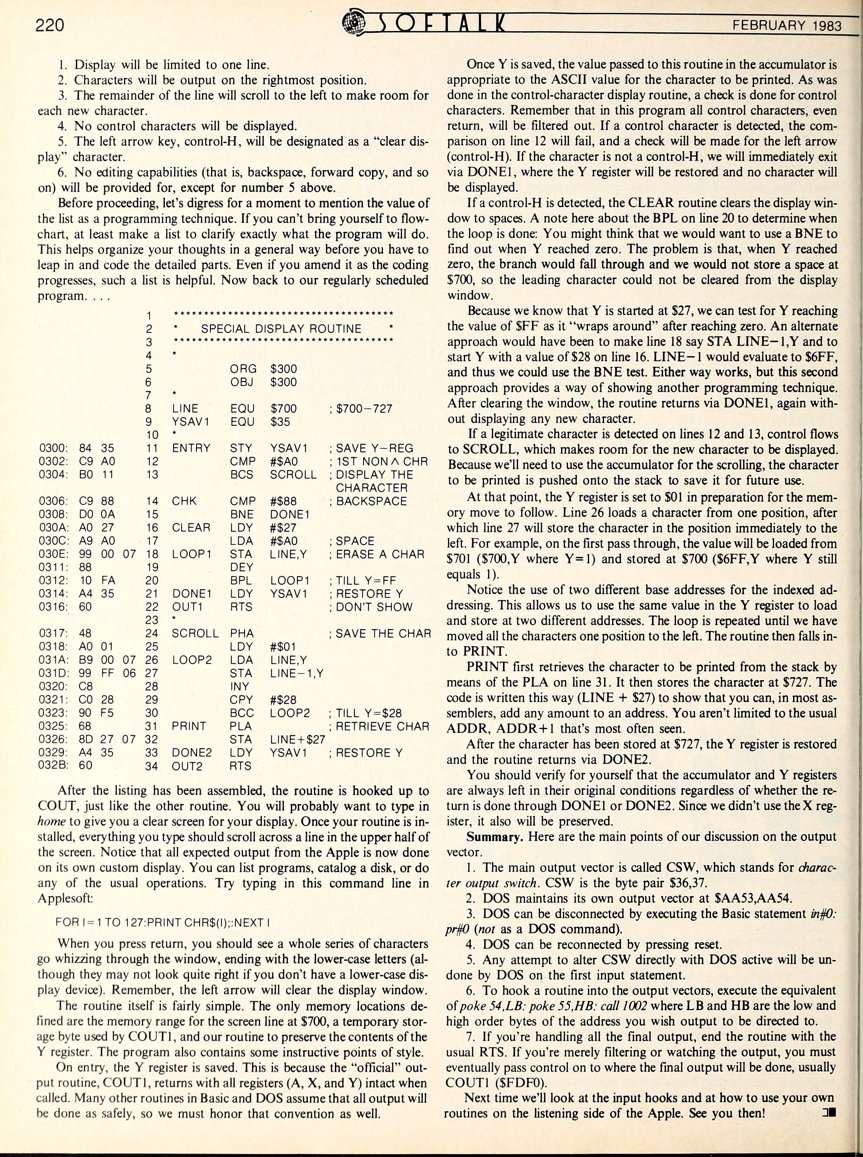 220
SOFTALK
FEBRUARY 1983
1. Display will be limited to one line.
2. Characters will be output on the rightmost position.
3. The remainder of the line will scroll to the left to make room for
each new character.
4. No control characters will be displayed.
5. The left arrow key, control-H, will be designated as a “clear dis-
play” character.
6. No editing capabilities (that is, backspace, forward copy, and so
on) will be provided for, except for number 5 above.
Before proceeding, let's digress for a moment to mention the value of
the list as a programming technique. If you can't bring yourself to flow-
chart, at least make a list to clarify exactly what the program will do.
This helps organize your thoughts in a general way before you have to
leap in and code the detailed parts. Even if you amend it as the coding
progresses, such a list is helpful. Now back to our regularly scheduled
program. . . .
1 ***********************************
2 * SPECIAL DISPLAY ROUTINE *
3 ***********************************
4 *
5 ORG $300
6 OBJ $300
7 *
8 LINE EQU $700 ; $700-727
9 YSAV1 EQU $35
10 *
0300: 84 35 11 ENTRY STY YSAV1 ; SAVE Y-REG
0302: C9 A0 12 CMP #$A0 ; 1ST NON ∧ CHR
0304: B0 11 13 BCS SCROLL ; DISPLAY THE
CHARACTER
0306: C9 88 14 CHK CMP #$88 ; BACKSPACE
0308: D0 0A 15 BNE DONE1
030A: A0 27 16 CLEAR LDY #$27
030C: A9 A0 17 LDA #$A0 ; SPACE
030E: 99 00 07 18 LOOP1 STA LINE,Y ; ERASE A CHAR
0311: 88 19 DEY
0312: 10 FA 20 BPL LOOP1 ; TILL Y=FF
0314: A4 35 21 DONE1 LDY YSAV1 ; RESTORE Y
0316: 60 22 OUT1 RTS ; DON'T SHOW
23 *
0317: 48 24 SCROLL PHA ; SAVE THE CHAR
0318: A0 01 25 LDY #$01
031A: B9 00 07 26 LOOP2 LDA LINE,Y
031D: 99 FF 06 27 STA LINE-1,Y
0320: C8 28 INY
0321: C0 28 29 CPY #$28
0323: 90 F5 30 BCC LOOP2 ; TILL Y=$28
0325: 68 31 PRINT PLA ; RETRIEVE CHAR
0326: 8D 27 07 32 STA LINE+$27
0329: A4 35 33 DONE2 LDY YSAV1 ; RESTORE Y
032B: 60 34 OUT2 RTS
After the listing has been assembled, the routine is hooked up to
COUT, just like the other routine. You will probably want to type in
home to give you a clear screen for your display. Once your routine is in-
stalled, everything you type should scroll across a line in the upper half of
the screen. Notice that all expected output from the Apple is now done
on its own custom display. You can list programs, catalog a disk, or do
any of the usual operations. Try typing in this command line in
Applesoft:
FOR I = 1 TO 127:PRINT CHR$(I);:NEXT I
When you press return, you should see a whole series of characters
go whizzing through the window, ending with the lower-case letters (al-
though they may not look quite right if you don't have a lower-case dis-
play device). Remember, the left arrow will clear the display window.
The routine itself is fairly simple. The only memory locations de-
fined are the memory range for the screen line at $700, a temporary stor-
age byte used by COUT1, and our routine to preserve the contents of the
Y register. The program also contains some instructive points of style.
On entry, the Y register is saved. This is because the “official” out-
put routine, COUT1, returns with all registers (A, X, and Y) intact when
called. Many other routines in Basic and DOS assume that all output will
be done as safely, so we must honor that convention as well.
Once Y is saved, the value passed to this routine in the accumulator is
appropriate to the ASCII value for the character to be printed. As was
done in the control-character display routine, a check is done for control
characters. Remember that in this program all control characters, even
return, will be filtered out. If a control character is detected, the com-
parison on line 12 will fail, and a check will be made for the left arrow
(control-H). If the character is not a control-H, we will immediately exit
via DONE1, where the Y register will be restored and no character will
be displayed.
If a control-H is detected, the CLEAR routine clears the display win-
dow to spaces. A note here about the BPL on line 20 to determine when
the loop is done: You might think that we would want to use a BNE to
find out when Y reached zero. The problem is that, when Y reached
zero, the branch would fall through and we would not store a space at
$700, so the leading character could not be cleared from the display
window.
Because we know that Y is started at $27, we can test for Y reaching
the value of $FF as it “wraps around” after reaching zero. An alternate
approach would have been to make line 18 say STA LINE-1,Y and to
start Y with a value of $28 on line 16. LINE-1 would evaluate to $6FF,
and thus we could use the BNE test. Either way works, but this second
approach provides a way of showing another programming technique.
After clearing the window, the routine returns via DONE1, again with-
out displaying any new character.
If a legitimate character is detected on lines 12 and 13, control flows
to SCROLL, which makes room for the new character to be displayed.
Because we'll need to use the accumulator for the scrolling, the character
to be printed is pushed onto the stack to save it for future use.
At that point, the Y register is set to $01 in preparation for the mem-
ory move to follow. Line 26 loads a character from one position, after
which line 27 will store the character in the position immediately to the
left. For example, on the first pass through, the value will be loaded from
$701 ($700,Y where Y=1) and stored at $700 ($6FF,Y where Y still
equals 1).
Notice the use of two different base addresses for the indexed ad-
dressing. This allows us to use the same value in the Y register to load
and store at two different addresses. The loop is repeated until we have
moved all the characters one position to the left. The routine then falls in-
to PRINT.
PRINT first retrieves the character to be printed from the stack by
means of the PLA on line 31. It then stores the character at $727. The
code is written this way (LINE + $27) to show that you can, in most as-
semblers, add any amount to an address. You aren't limited to the usual
ADDR, ADDR+1 that's most often seen.
After the character has been stored at $727, the Y register is restored
and the routine returns via DONE2.
You should verify for yourself that the accumulator and Y registers
are always left in their original conditions regardless of whether the re-
turn is done through DONE1 or DONE2. Since we didn't use the X reg-
ister, it also will be preserved.
Summary. Here are the main points of our discussion on the output
vector.
1. The main output vector is called CSW, which stands for charac-
ter output switch. CSW is the byte pair $36,37.
2. DOS maintains its own output vector at $AA53,AA54.
3. DOS can be disconnected by executing the Basic statement in#0:
pr#0 (not as a DOS command).
4. DOS can be reconnected by pressing reset.
5. Any attempt to alter CSW directly with DOS active will be un-
done by DOS on the first input statement.
6. To hook a routine into the output vectors, execute the equivalent
of poke 54,LB: poke 55,HB: call 1002 where LB and HB are the low and
high order bytes of the address you wish output to be directed to.
7. If you're handling all the final output, end the routine with the
usual RTS. If you're merely filtering or watching the output, you must
eventually pass control on to where the final output will be done, usually
COUT1 ($FDF0).
Next time we'll look at the input hooks and at how to use your own
routines on the listening side of the Apple. See you then!